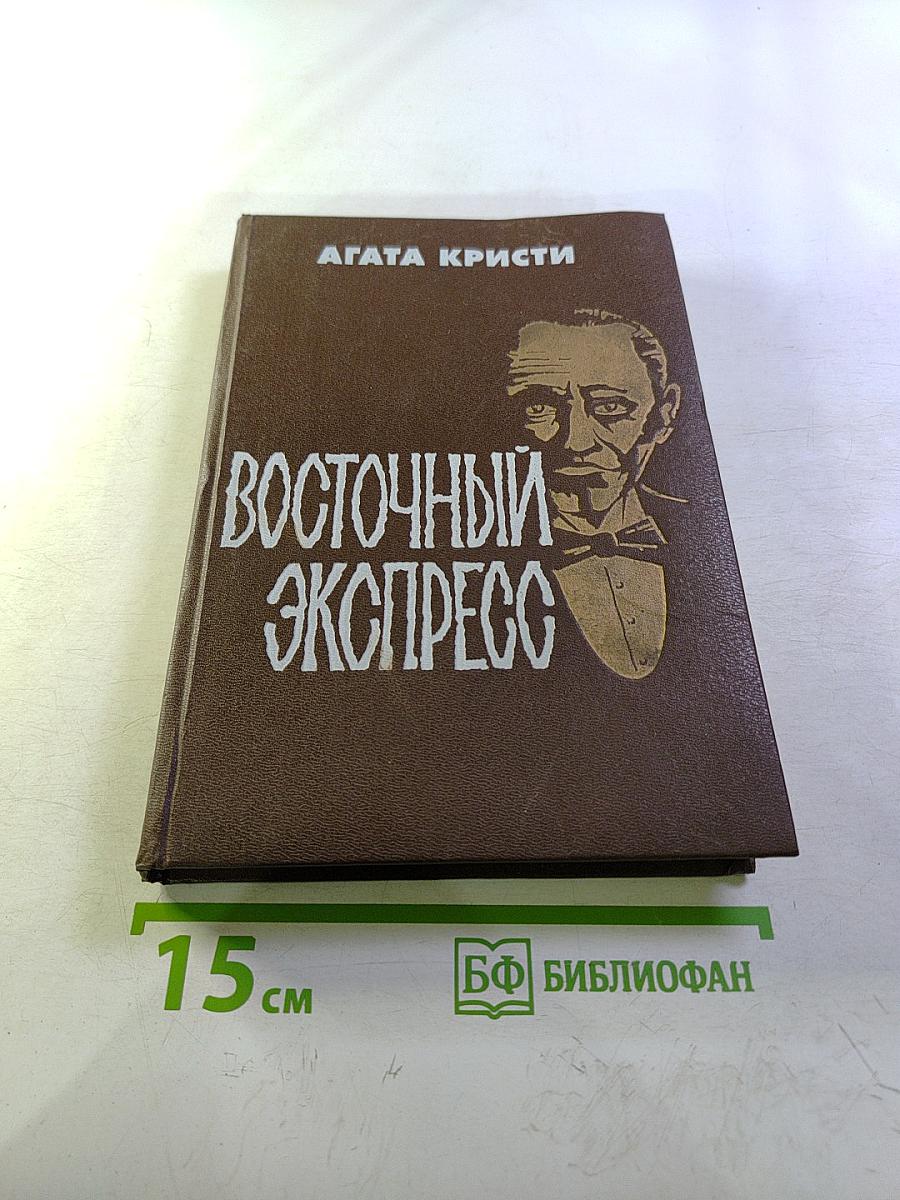 АГАТА КРИСТИ
ВОСТОЧНЫЙ
ЭКСПРЕСС
15 см
БФ БИБЛИОФАН